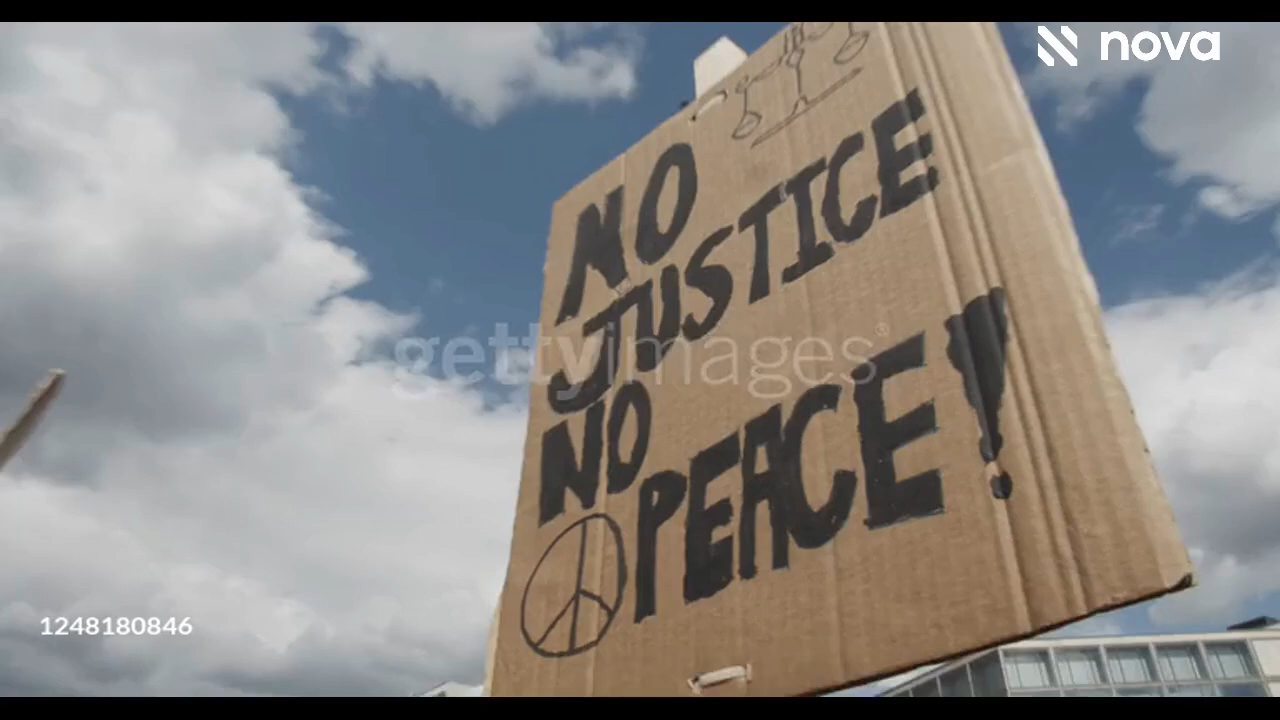 nova
NO
JUSTICE
NO
PEACE!
gettyimages®
1248180846